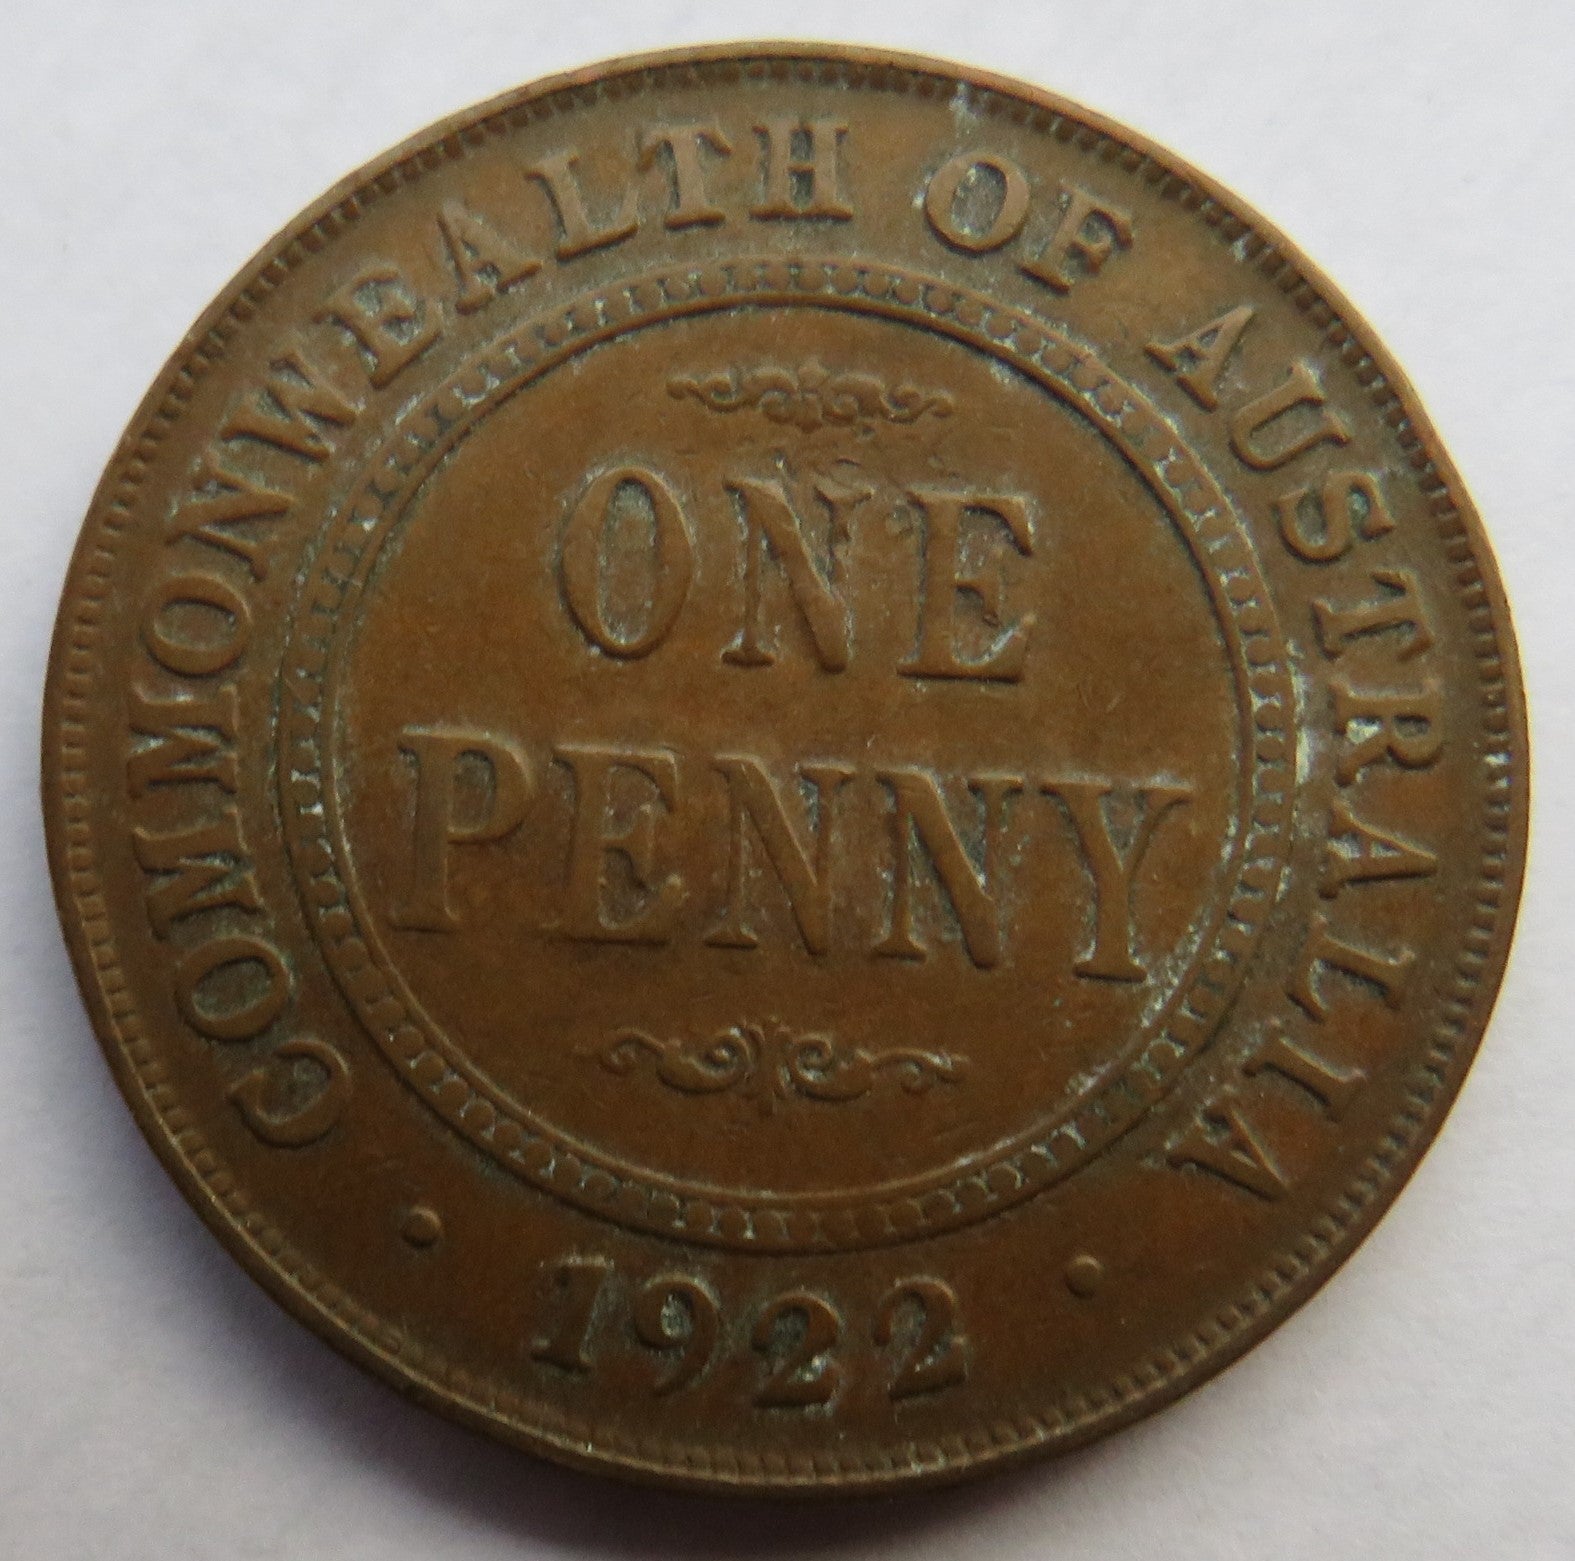 COMMONWEALTH OF AUSTRALIA
ONE
PENNY
· 1922 ·